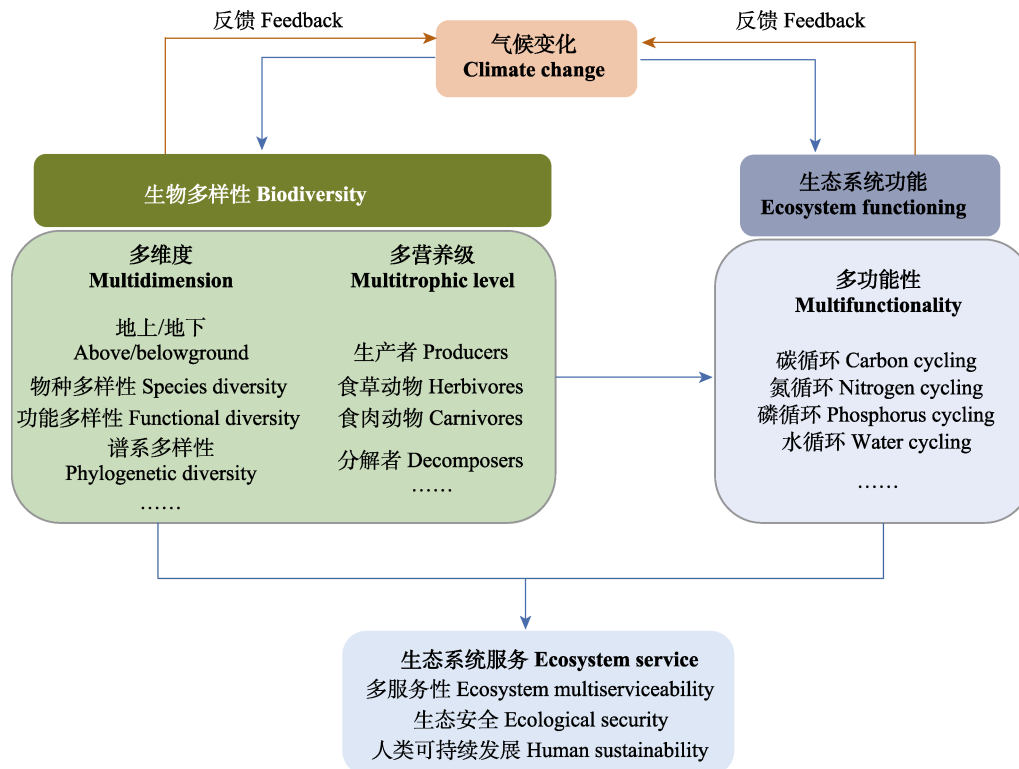 反馈 Feedback
反馈 Feedback
气候变化
Climate change
生物多样性 Biodiversity
生态系统功能
Ecosystem functioning
多维度
Multidimension
地上/地下
Above/belowground
物种多样性 Species diversity
功能多样性 Functional diversity
谱系多样性
Phylogenetic diversity
……
多营养级
Multitrophic level
生产者 Producers
食草动物 Herbivores
食肉动物 Carnivores
分解者 Decomposers
……
多功能性
Multifunctionality
碳循环 Carbon cycling
氮循环 Nitrogen cycling
磷循环 Phosphorus cycling
水循环 Water cycling
……
生态系统服务 Ecosystem service
多服务性 Ecosystem multiserviceability
生态安全 Ecological security
人类可持续发展 Human sustainability